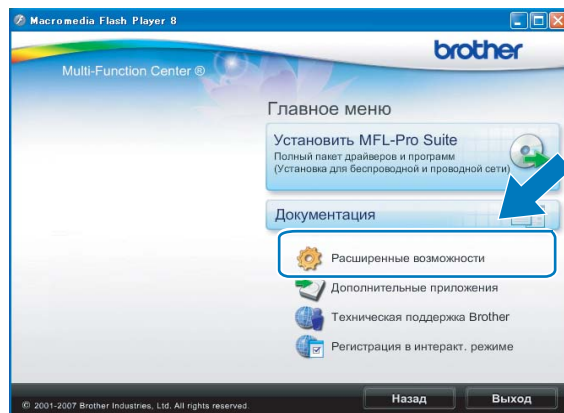 Macromedia Flash Player 8
brother
Multi-Function Center ®
Главное меню
Установить MFL-Pro Suite
Полный пакет драйверов и программ
(Установка для беспроводной и проводной сети)
Документация
Расширенные возможности
Дополнительные приложения
Техническая поддержка Brother
Регистрация в интеракт. режиме
© 2001-2007 Brother Industries, Ltd. All rights reserved.
Назад
Выход